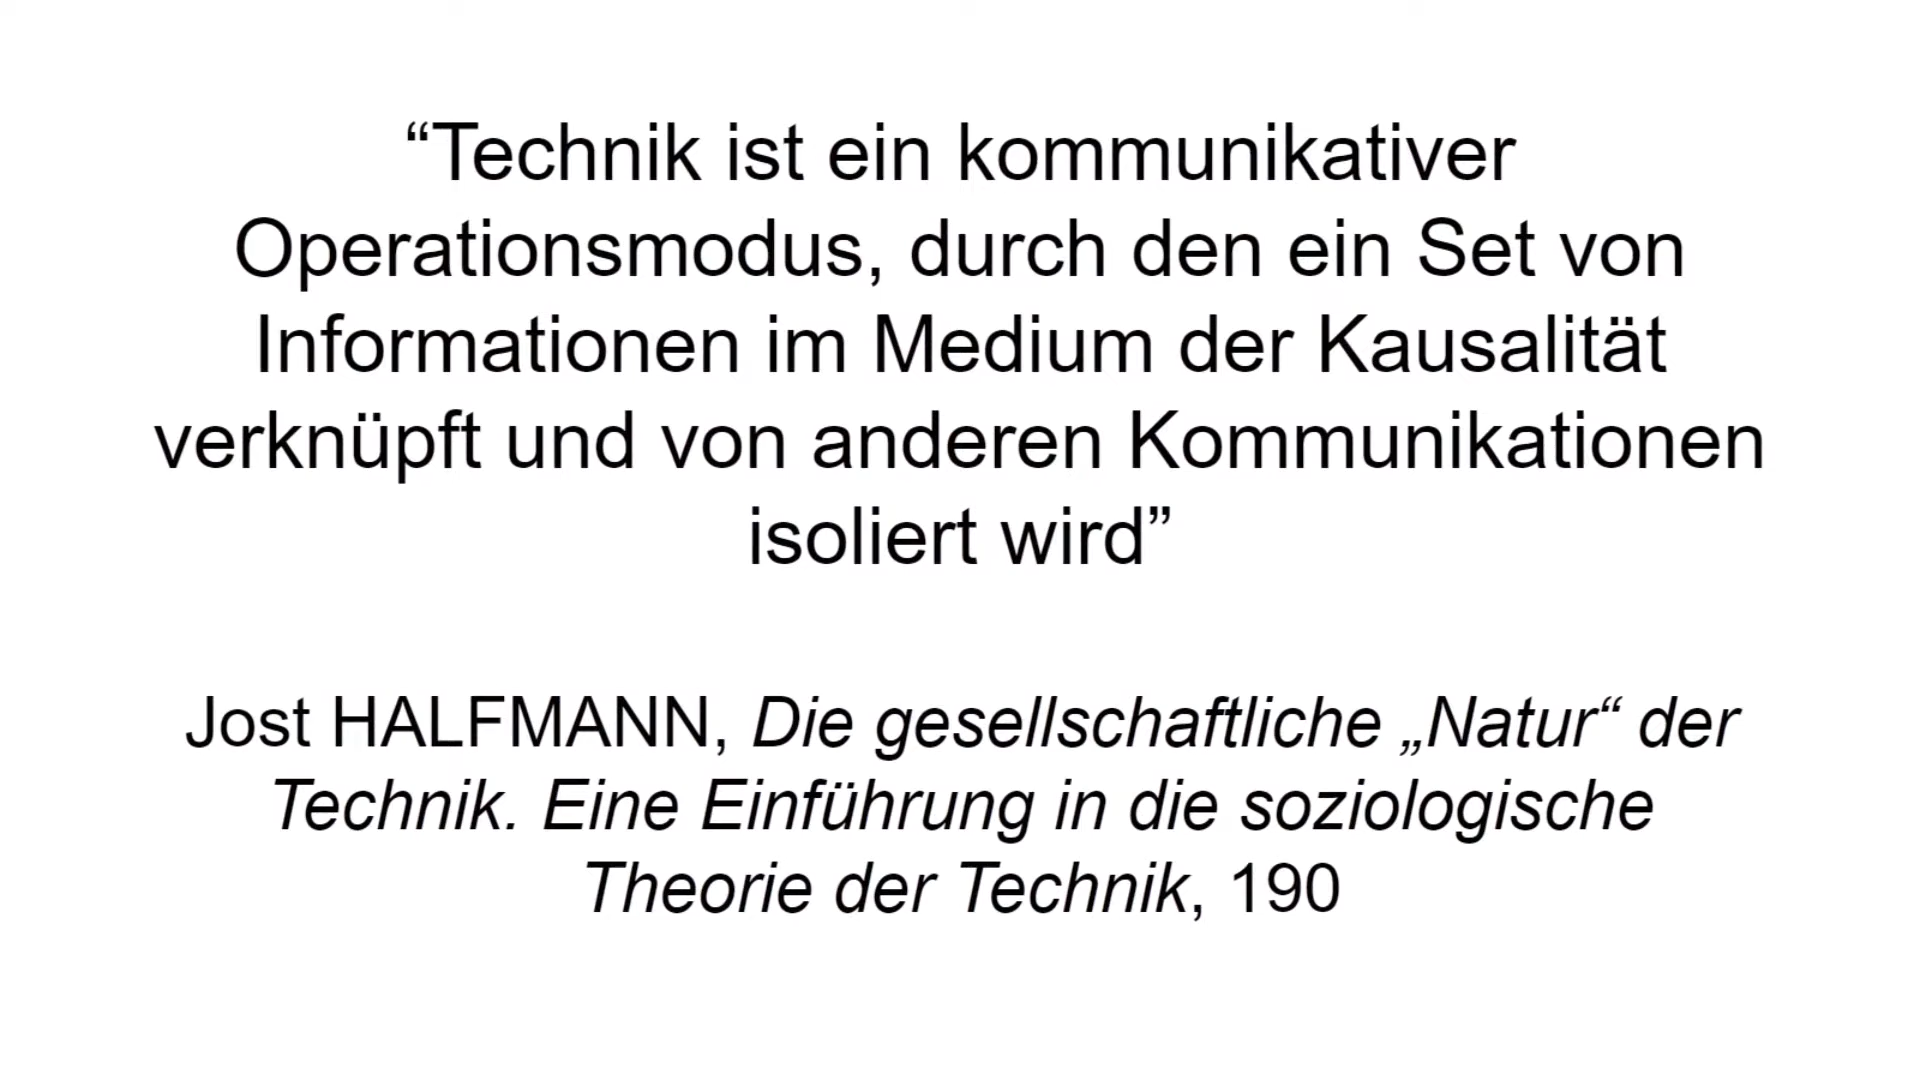 “Technik ist ein kommunikativer
Operationsmodus, durch den ein Set von
Informationen im Medium der Kausalität
verknüpft und von anderen Kommunikationen
isoliert wird”
Jost HALFMANN, Die gesellschaftliche „Natur“ der
Technik. Eine Einführung in die soziologische
Theorie der Technik, 190